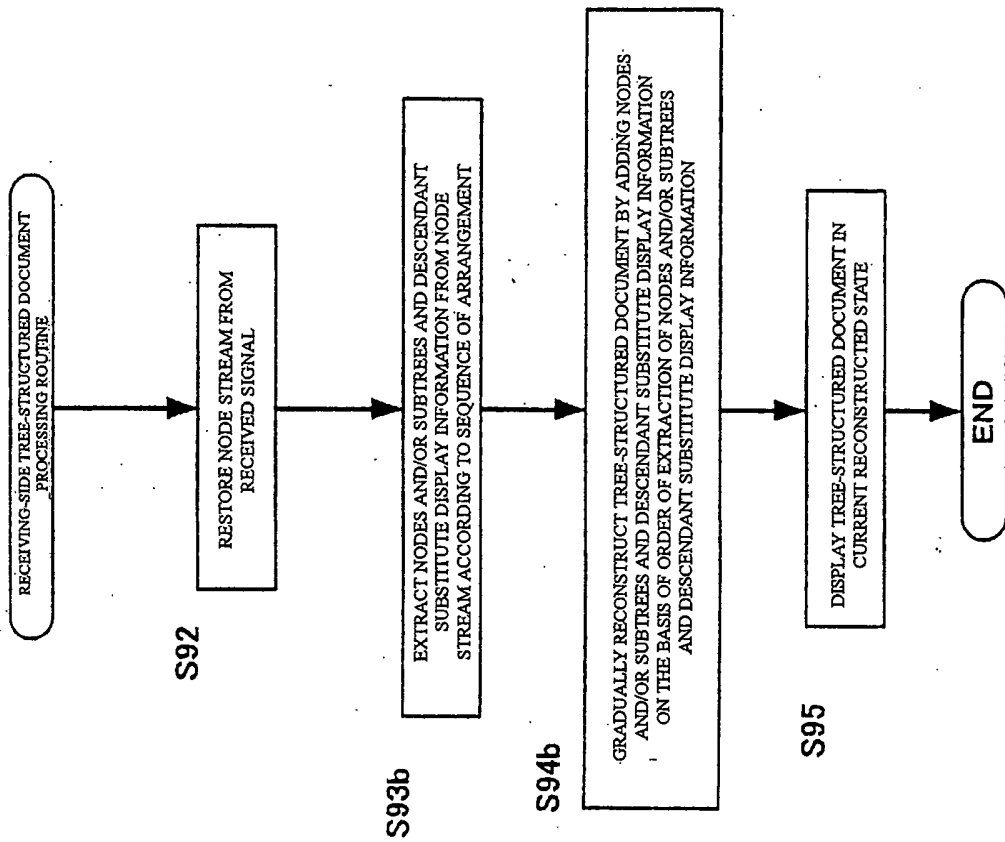 RECEIVING-SIDE TREE-STRUCTURED DOCUMENT
PROCESSING ROUTINE
S92
RESTORE NODE STREAM FROM
RECEIVED SIGNAL
S93b
EXTRACT NODES AND/OR SUBTREES AND DESCENDANT
SUBSTITUTE DISPLAY INFORMATION FROM NODE
STREAM ACCORDING TO SEQUENCE OF ARRANGEMENT
S94b
GRADUALLY RECONSTRUCT TREE-STRUCTURED DOCUMENT BY ADDING NODES
AND/OR SUBTREES AND DESCENDANT SUBSTITUTE DISPLAY INFORMATION
ON THE BASIS OF ORDER OF EXTRACTION OF NODES AND/OR SUBTREES
AND DESCENDANT SUBSTITUTE DISPLAY INFORMATION
S95
DISPLAY TREE-STRUCTURED DOCUMENT IN
CURRENT RECONSTRUCTED STATE
END